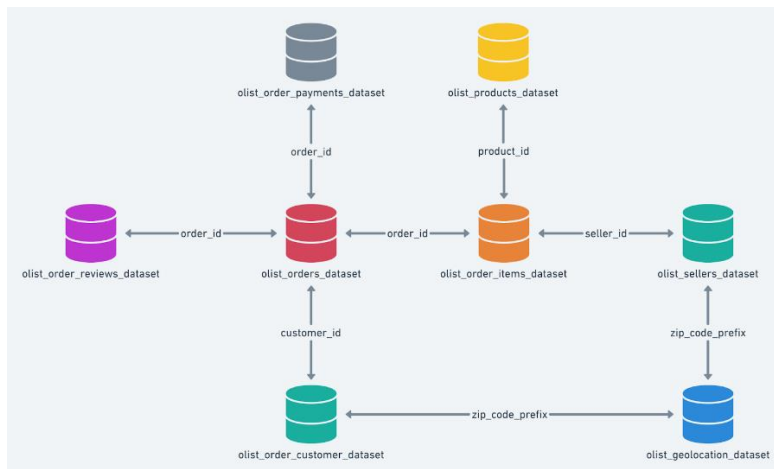 olist_order_payments_dataset
olist_products_dataset
order_id
product_id
order_id
order_id
seller_id
olist_order_reviews_dataset
olist_orders_dataset
olist_order_items_dataset
olist_sellers_dataset
customer_id
zip_code_prefix
zip_code_prefix
olist_order_customer_dataset
olist_geolocation_dataset